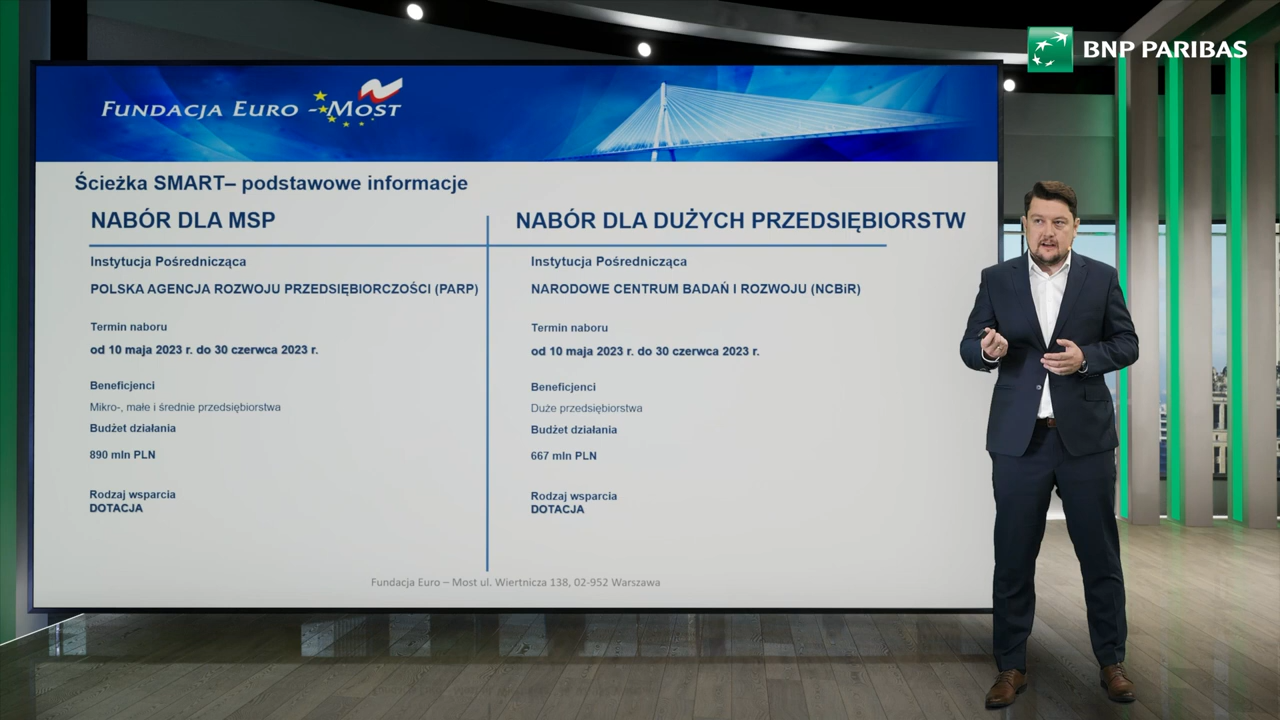 BNP PARIBAS
FUNDACJA EURO - MOST
Ścieżka SMART– podstawowe informacje
NABÓR DLA MSP
Instytucja Pośrednicząca
POLSKA AGENCJA ROZWOJU PRZEDSIĘBIORCZOŚCI (PARP)
Termin naboru
od 10 maja 2023 r. do 30 czerwca 2023 r.
Beneficjenci
Mikro-, małe i średnie przedsiębiorstwa
Budżet działania
890 mln PLN
Rodzaj wsparcia
DOTACJA
NABÓR DLA DUŻYCH PRZEDSIĘBIORSTW
Instytucja Pośrednicząca
NARODOWE CENTRUM BADAŃ I ROZWOJU (NCBiR)
Termin naboru
od 10 maja 2023 r. do 30 czerwca 2023 r.
Beneficjenci
Duże przedsiębiorstwa
Budżet działania
667 mln PLN
Rodzaj wsparcia
DOTACJA
Fundacja Euro – Most ul. Wiertnicza 138, 02-952 Warszawa